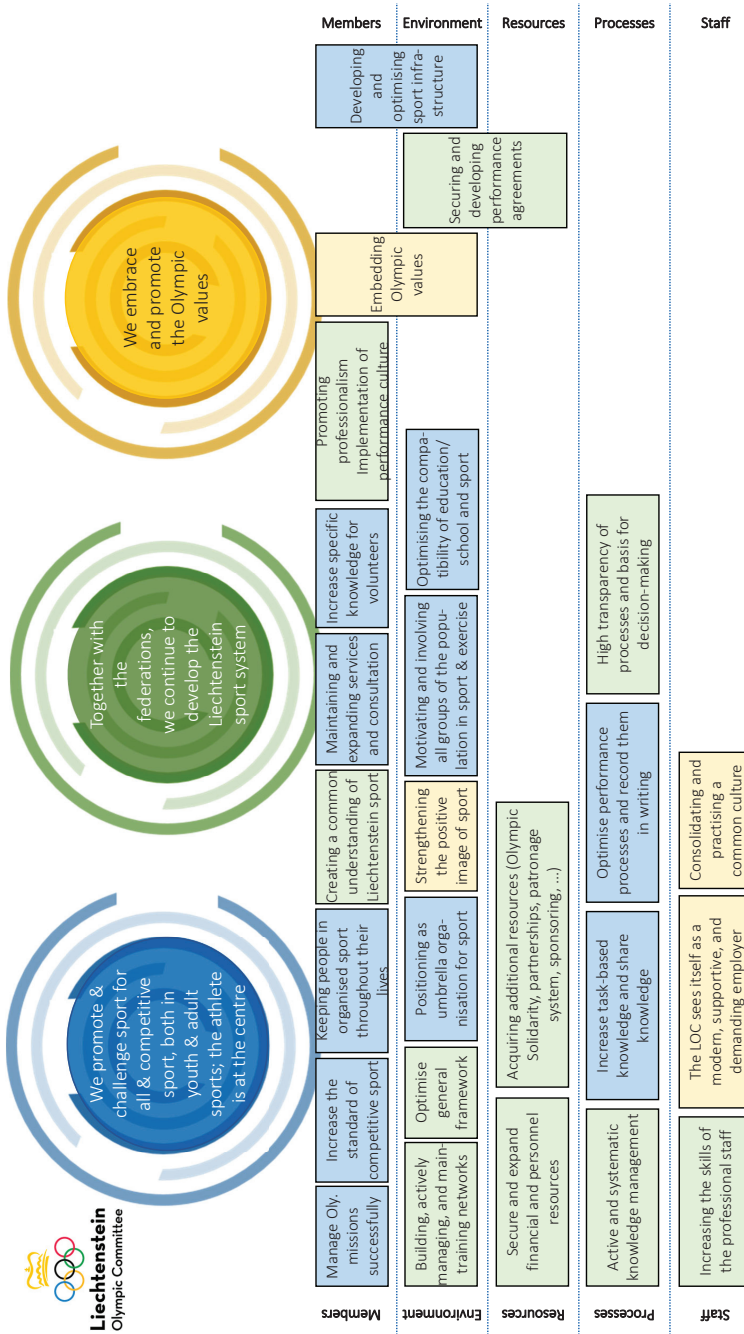 Liechtenstein
Olympic Committee
We promote &
challenge sport for
all & competitive
sport, both in
youth & adult
sports; the athlete
is at the centre
Together with
the
federations,
we continue to
develop the
Liechtenstein
sport system
We embrace
and promote
the Olympic
values
Members
Manage Oly.
missions
successfully
Increase the
standard of
competitive sport
Keeping people in
organised sport
throughout their
lives
Creating a common
understanding of
Liechtenstein sport
Maintaining and
expanding services
and consultation
Increase specific
knowledge for
volunteers
Promoting
professionalism
Implementation of
performance culture
Embedding
Olympic
values
Developing
and
optimising
sport infra-
structure
Members
Environment
Building, actively
managing, and main-
training networks
Optimise
general
framework
Positioning as
umbrella orga-
nisation for sport
Strengthening
the positive
image of sport
Motivating and involving
all groups of the popu-
lation in sport & exercise
Optimising the compa-
tibility of education/
school and sport
Securing and
developing
performance
agreements
Environment
Resources
Secure and expand
financial and personnel
resources
Acquiring additional resources (Olympic
Solidarity, partnerships, patronage
system, sponsoring, ...)
Resources
Processes
Active and systematic
knowledge management
Increase task-based
knowledge and share
knowledge
Optimise performance
processes and record them
in writing
High transparency of
processes and basis for
decision-making
Processes
Staff
Increasing the skills of
the professional staff
The LOC sees itself as a
modern, supportive, and
demanding employer
Consolidating and
practising a
common culture
Staff